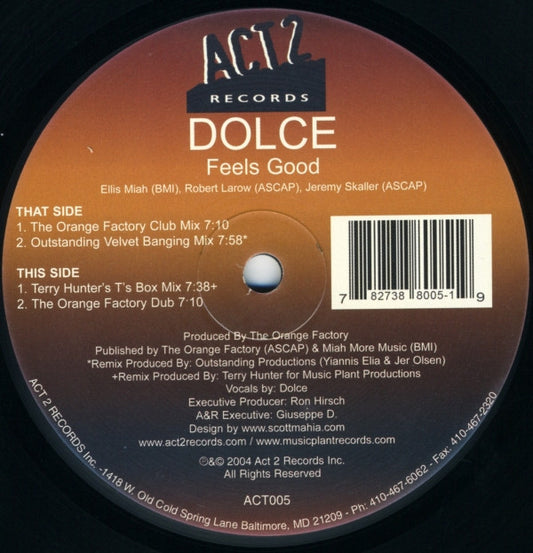 ACT 2
RECORDS
DOLCE
Feels Good
Ellis Miah (BMI), Robert Larow (ASCAP), Jeremy Skaller (ASCAP)
THAT SIDE
1. The Orange Factory Club Mix 7:10
2. Outstanding Velvet Banging Mix 7:58*
THIS SIDE
1. Terry Hunter's T's Box Mix 7:38+
2. The Orange Factory Dub 7:10
7 82738 8005-1 9
Produced By The Orange Factory
Published by The Orange Factory (ASCAP) & Miah More Music (BMI)
*Remix Produced By: Outstanding Productions (Yiannis Elia & Jer Olsen)
+Remix Produced By: Terry Hunter for Music Plant Productions
Vocals by: Dolce
Executive Producer: Ron Hirsch
A&R Executive: Giuseppe D.
Design by www.scottmahia.com
www.act2records.com / www.musicplantrecords.com
℗&© 2004 Act 2 Records Inc.
All Rights Reserved
ACT005
ACT 2 RECORDS Inc. -1418 W. Old Cold Spring Lane Baltimore, MD 21209 - Ph: 410-467-6062 - Fax: 410-467-2320